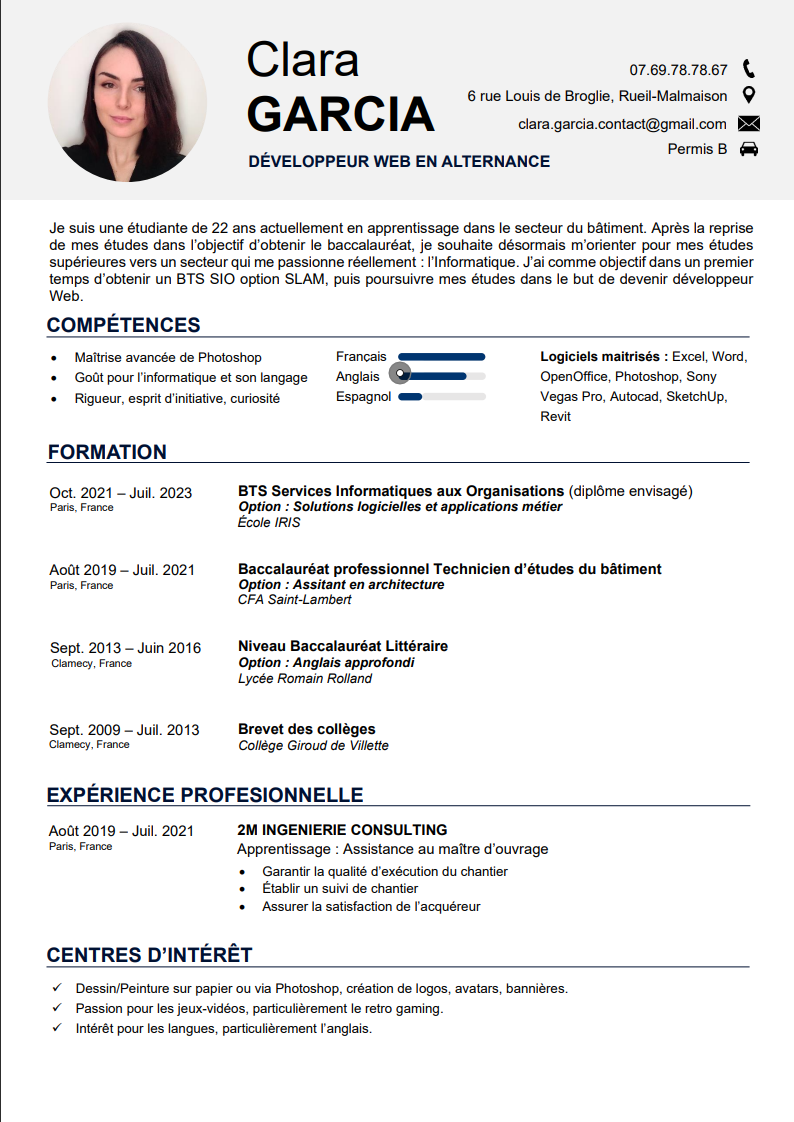 Clara
GARCIA
DÉVELOPPEUR WEB EN ALTERNANCE
07.69.78.78.67
6 rue Louis de Broglie, Rueil-Malmaison
clara.garcia.contact@gmail.com
Permis B
Je suis une étudiante de 22 ans actuellement en apprentissage dans le secteur du bâtiment. Après la reprise
de mes études dans l’objectif d’obtenir le baccalauréat, je souhaite désormais m’orienter pour mes études
supérieures vers un secteur qui me passionne réellement : l’Informatique. J’ai comme objectif dans un premier
temps d’obtenir un BTS SIO option SLAM, puis poursuivre mes études dans le but de devenir développeur
Web.
COMPÉTENCES
• Maîtrise avancée de Photoshop
• Goût pour l’informatique et son langage
• Rigueur, esprit d’initiative, curiosité
Français
Anglais
Espagnol
Logiciels maitrisés : Excel, Word,
OpenOffice, Photoshop, Sony
Vegas Pro, Autocad, SketchUp,
Revit
FORMATION
Oct. 2021 – Juil. 2023
Paris, France
BTS Services Informatiques aux Organisations (diplôme envisagé)
Option : Solutions logicielles et applications métier
École IRIS
Août 2019 – Juil. 2021
Paris, France
Baccalauréat professionnel Technicien d’études du bâtiment
Option : Assitant en architecture
CFA Saint-Lambert
Sept. 2013 – Juin 2016
Clamecy, France
Niveau Baccalauréat Littéraire
Option : Anglais approfondi
Lycée Romain Rolland
Sept. 2009 – Juil. 2013
Clamecy, France
Brevet des collèges
Collège Giroud de Villette
EXPÉRIENCE PROFESIONNELLE
Août 2019 – Juil. 2021
Paris, France
2M INGENIERIE CONSULTING
Apprentissage : Assistance au maître d’ouvrage
• Garantir la qualité d’exécution du chantier
• Établir un suivi de chantier
• Assurer la satisfaction de l’acquéreur
CENTRES D’INTÉRÊT
✓ Dessin/Peinture sur papier ou via Photoshop, création de logos, avatars, bannières.
✓ Passion pour les jeux-vidéos, particulièrement le retro gaming.
✓ Intérêt pour les langues, particulièrement l’anglais.